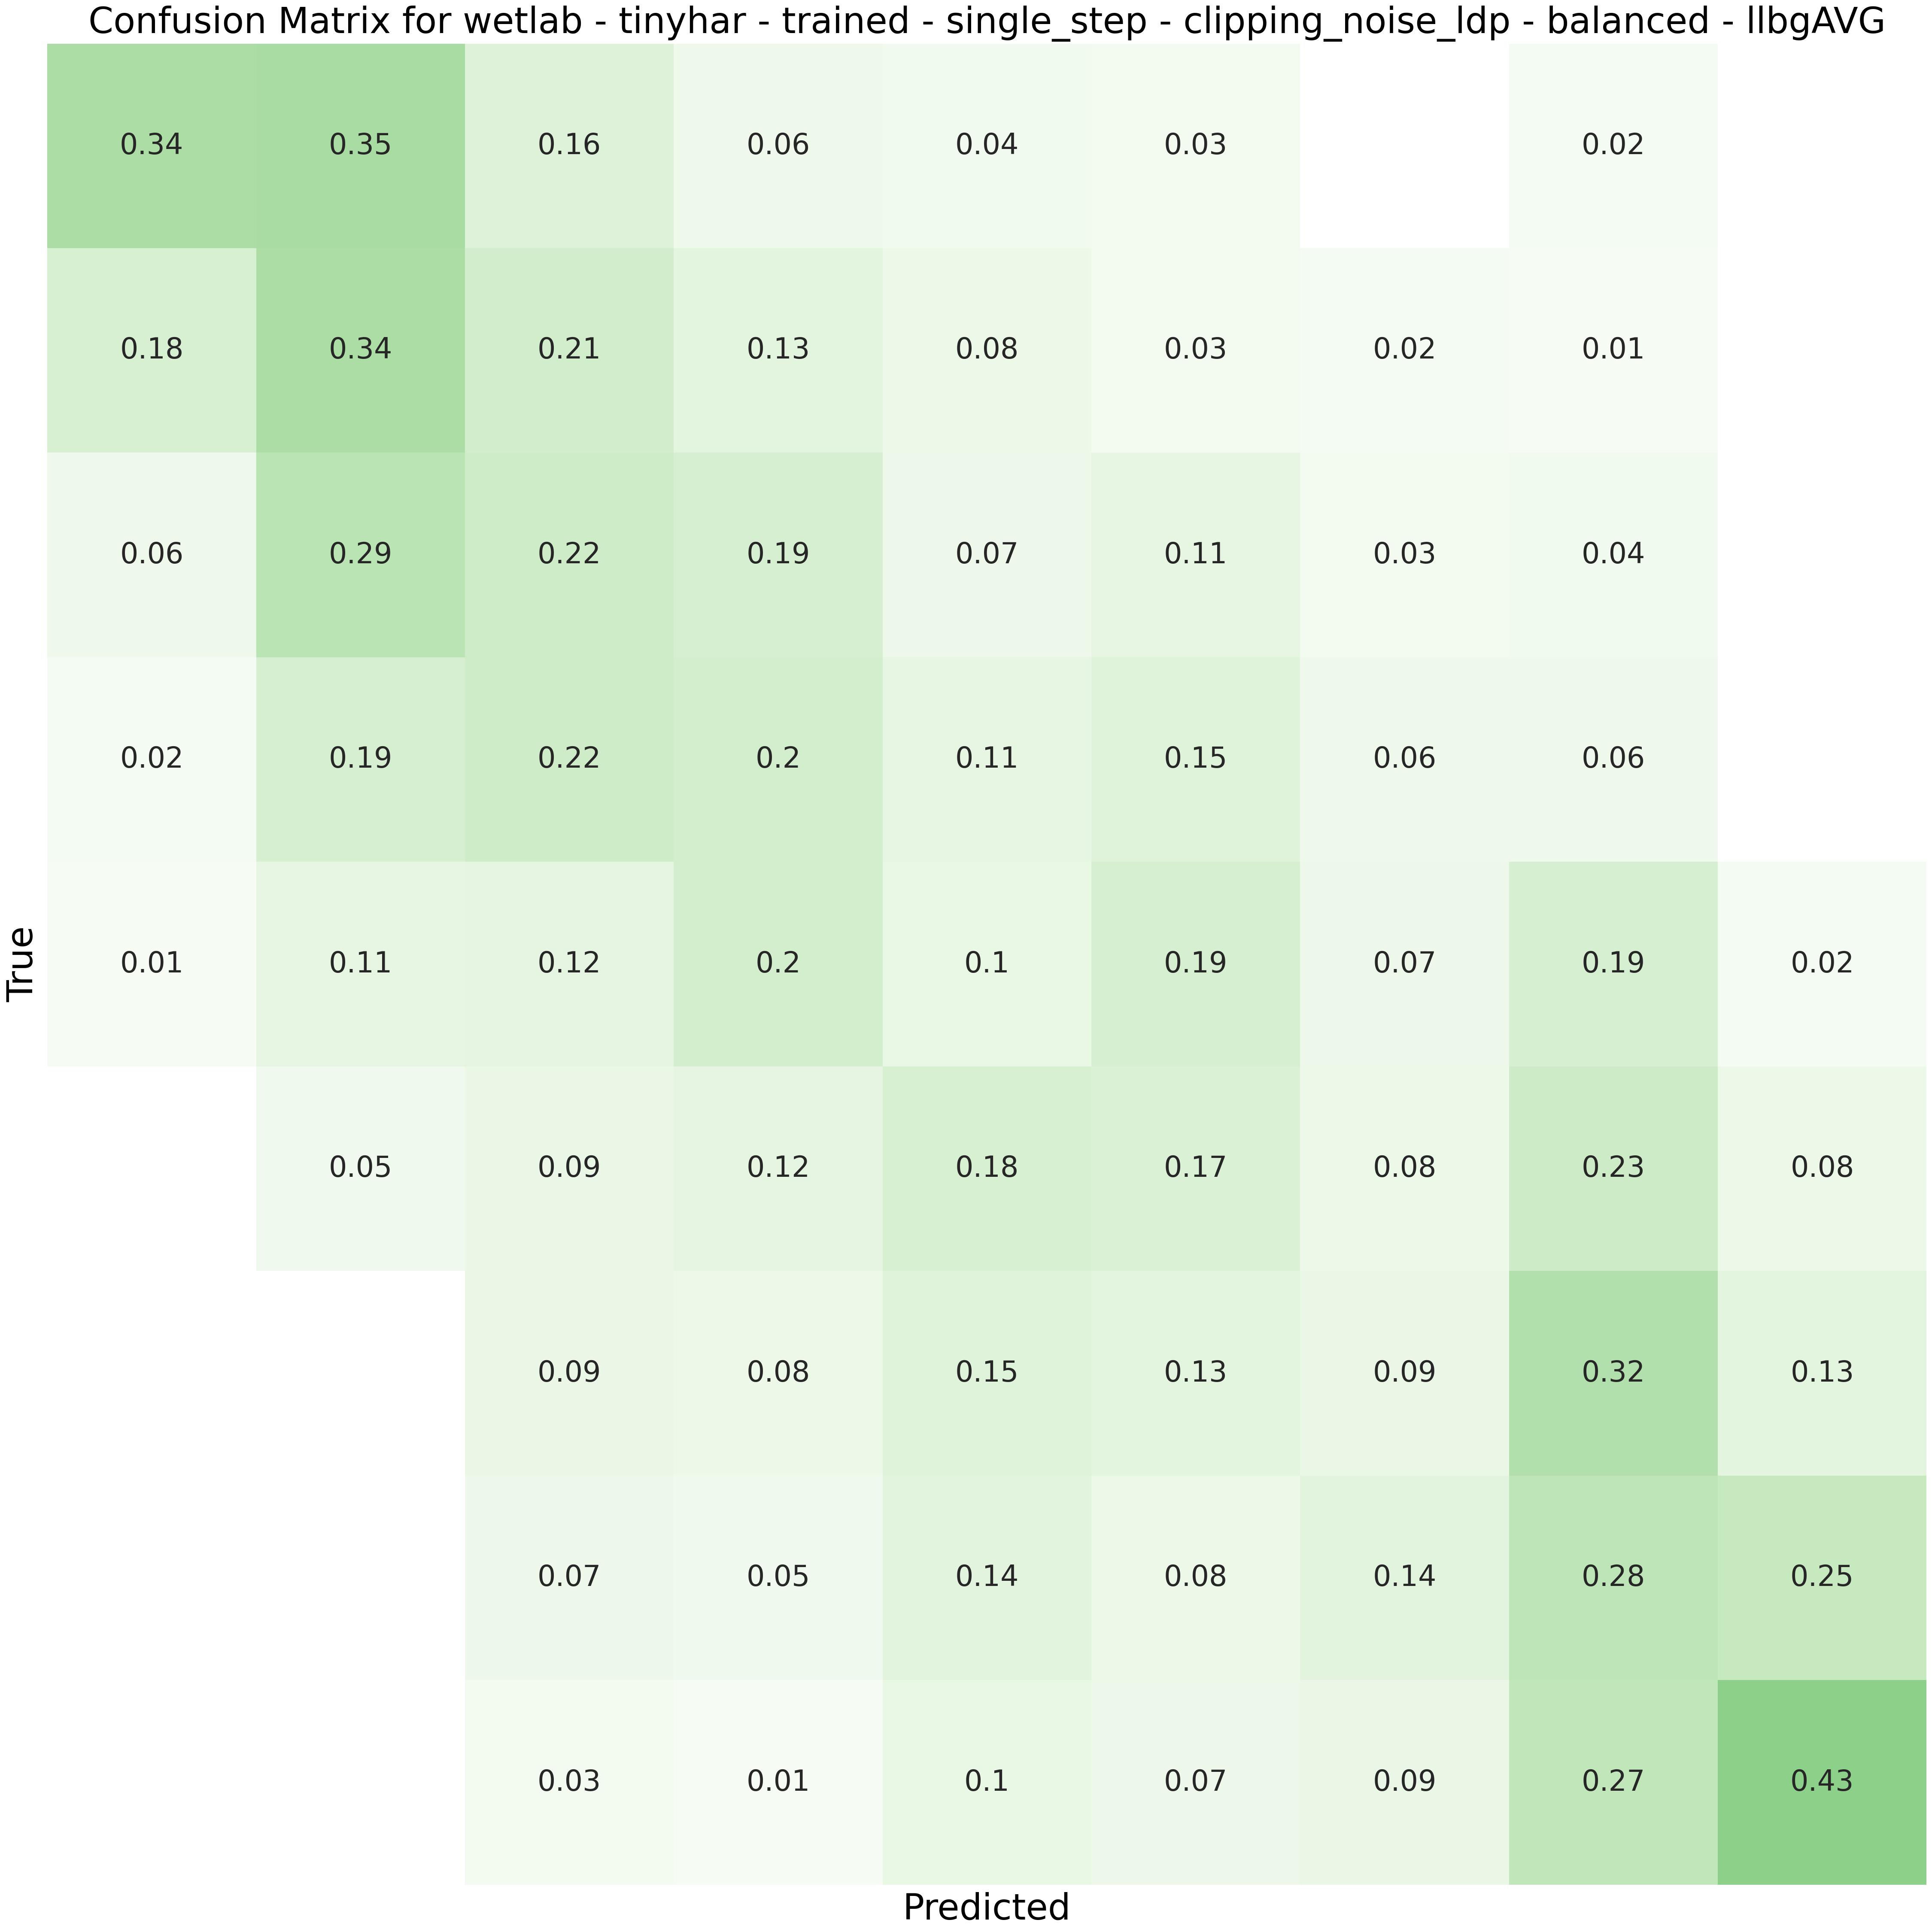 Confusion Matrix for wetlab - tinyhar - trained - single_step - clipping_noise_ldp - balanced - llbgAVG
0.34 0.35 0.16 0.06 0.04 0.03 0.02
0.18 0.34 0.21 0.13 0.08 0.03 0.02 0.01
0.06 0.29 0.22 0.19 0.07 0.11 0.03 0.04
0.02 0.19 0.22 0.2 0.11 0.15 0.06 0.06
True
0.01 0.11 0.12 0.2 0.1 0.19 0.07 0.19 0.02
0.05 0.09 0.12 0.18 0.17 0.08 0.23 0.08
0.09 0.08 0.15 0.13 0.09 0.32 0.13
0.07 0.05 0.14 0.08 0.14 0.28 0.25
0.03 0.01 0.1 0.07 0.09 0.27 0.43
Predicted